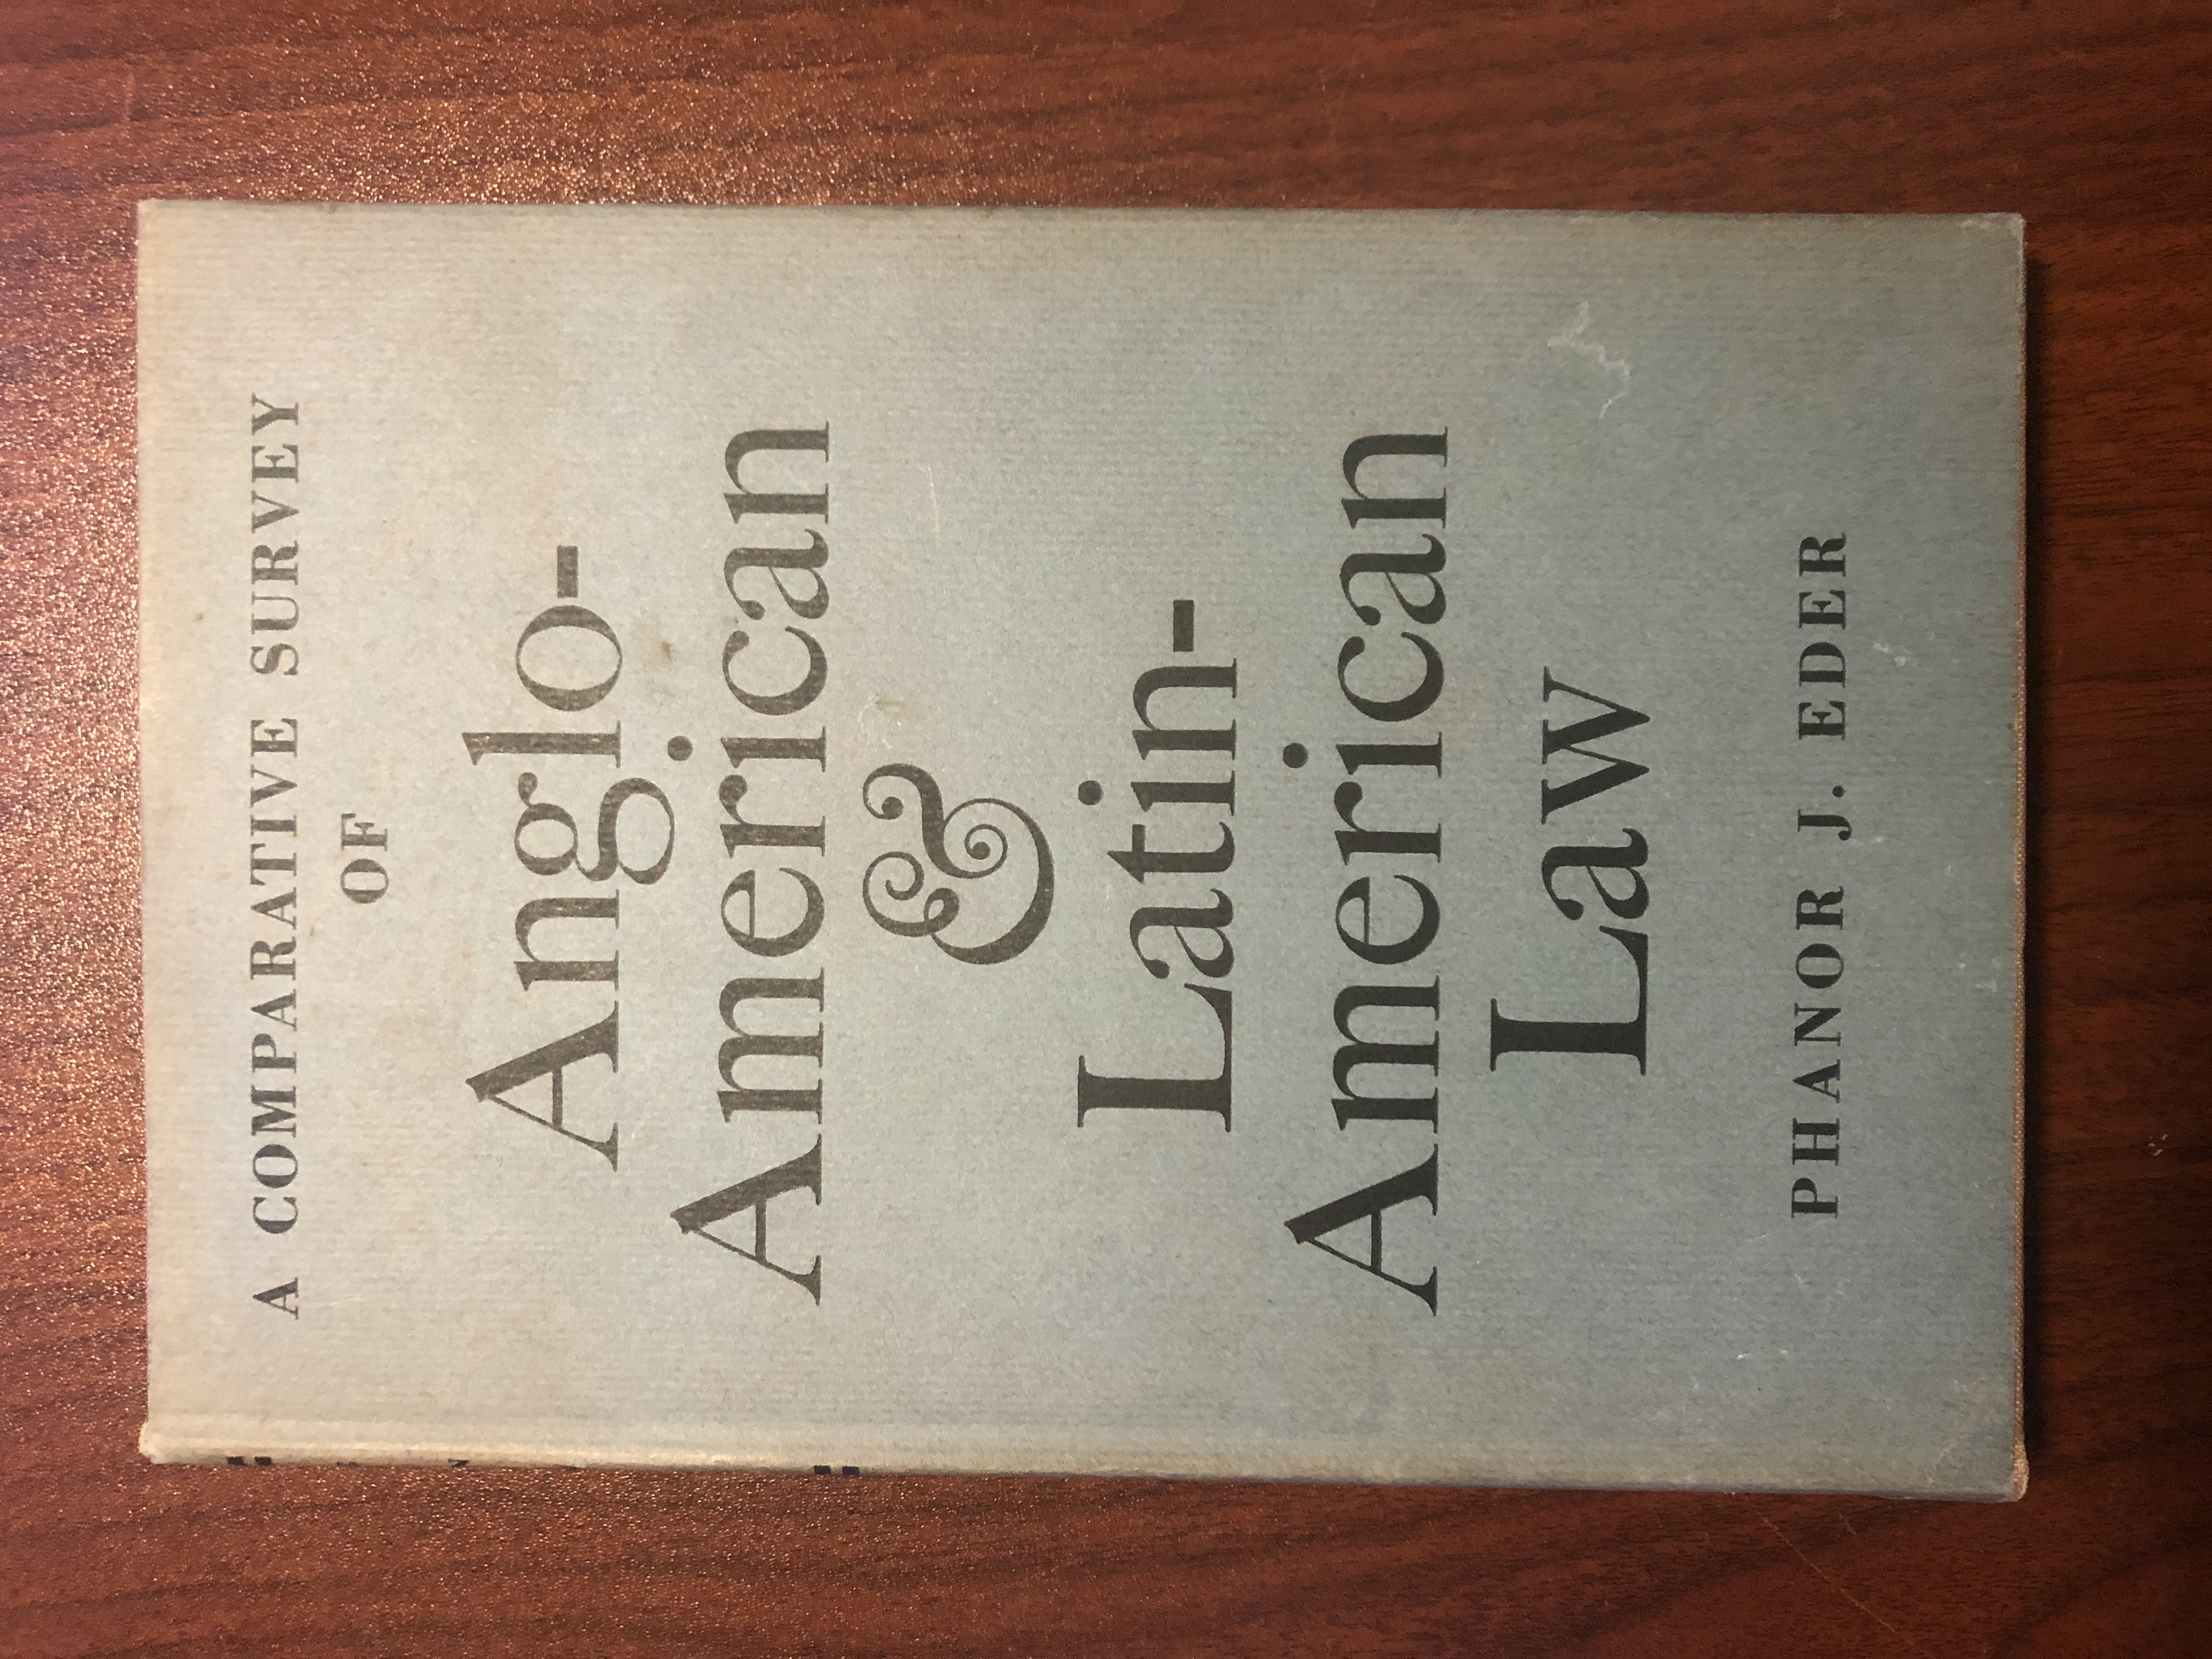 A COMPARATIVE SURVEY
OF
Anglo-
American
&
Latin-
American
Law
PHANOR J. EDER